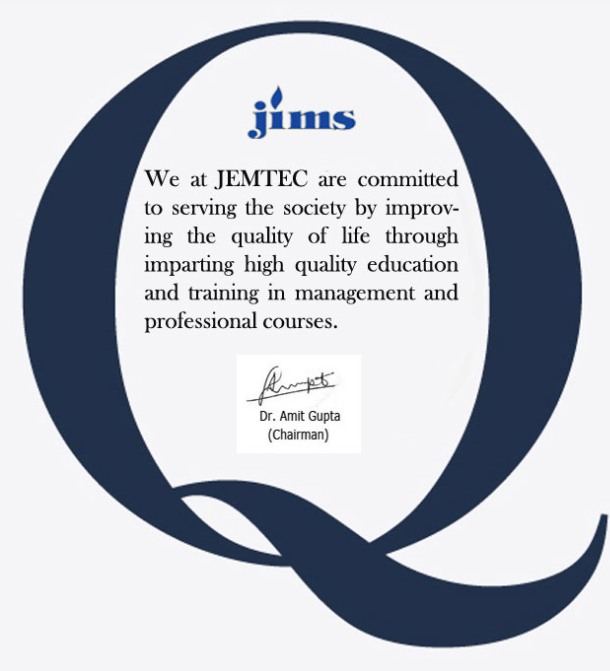 jims
We at JEMTEC are committed
to serving the society by improv-
ing the quality of life through
imparting high quality education
and training in management and
professional courses.
Dr. Amit Gupta
(Chairman)